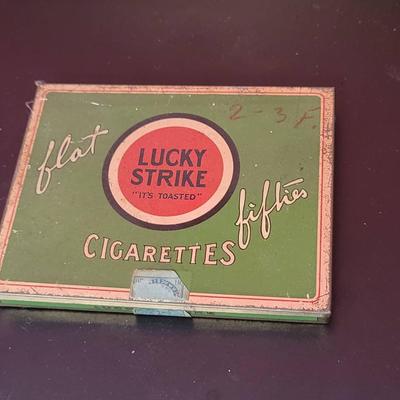 2-3 F.
flat
LUCKY
STRIKE
"IT'S TOASTED"
fifties
CIGARETTES